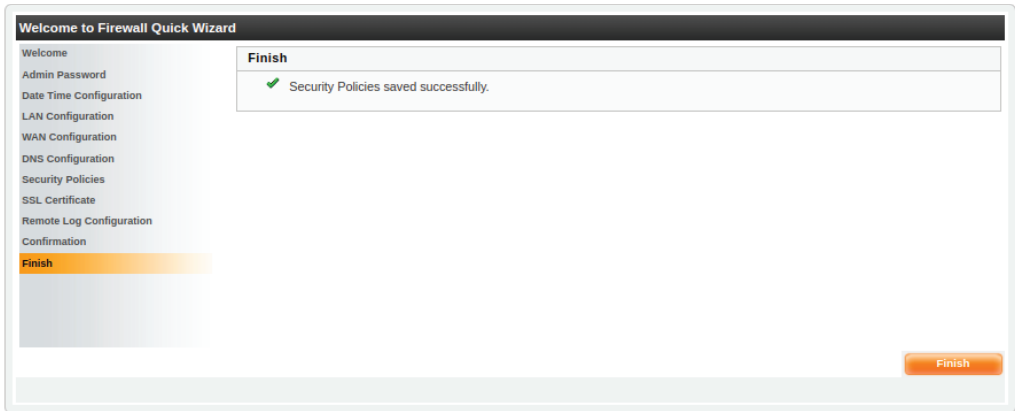 Welcome to Firewall Quick Wizard
Welcome
Admin Password
Date Time Configuration
LAN Configuration
WAN Configuration
DNS Configuration
Security Policies
SSL Certificate
Remote Log Configuration
Confirmation
Finish
Finish
Security Policies saved successfully.
Finish